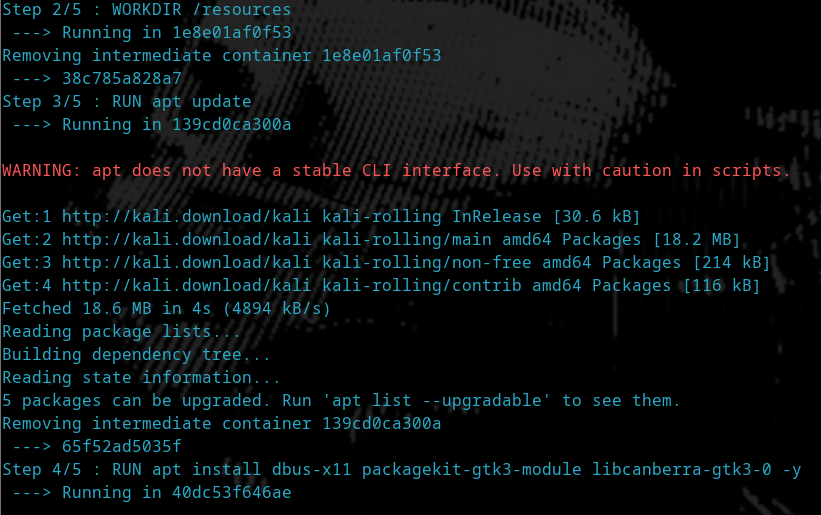 Step 2/5 : WORKDIR /resources
 ---> Running in 1e8e01af0f53
Removing intermediate container 1e8e01af0f53
 ---> 38c785a828a7
Step 3/5 : RUN apt update
 ---> Running in 139cd0ca300a
WARNING: apt does not have a stable CLI interface. Use with caution in scripts.
Get:1 http://kali.download/kali kali-rolling InRelease [30.6 kB]
Get:2 http://kali.download/kali kali-rolling/main amd64 Packages [18.2 MB]
Get:3 http://kali.download/kali kali-rolling/non-free amd64 Packages [214 kB]
Get:4 http://kali.download/kali kali-rolling/contrib amd64 Packages [116 kB]
Fetched 18.6 MB in 4s (4894 kB/s)
Reading package lists...
Building dependency tree...
Reading state information...
5 packages can be upgraded. Run 'apt list --upgradable' to see them.
Removing intermediate container 139cd0ca300a
 ---> 65f52ad5035f
Step 4/5 : RUN apt install dbus-x11 packagekit-gtk3-module libcanberra-gtk3-0 -y
 ---> Running in 40dc53f646ae